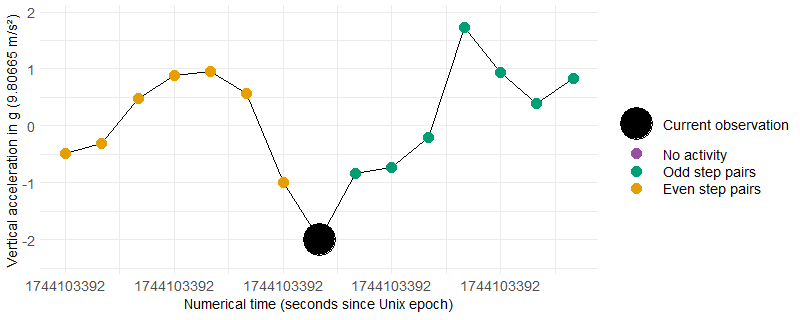 Vertical acceleration in g (9.80665 m/s²)
2
1
0
-1
-2
1744103392 1744103392 1744103392 1744103392 1744103392
Numerical time (seconds since Unix epoch)
Current observation
No activity
Odd step pairs
Even step pairs